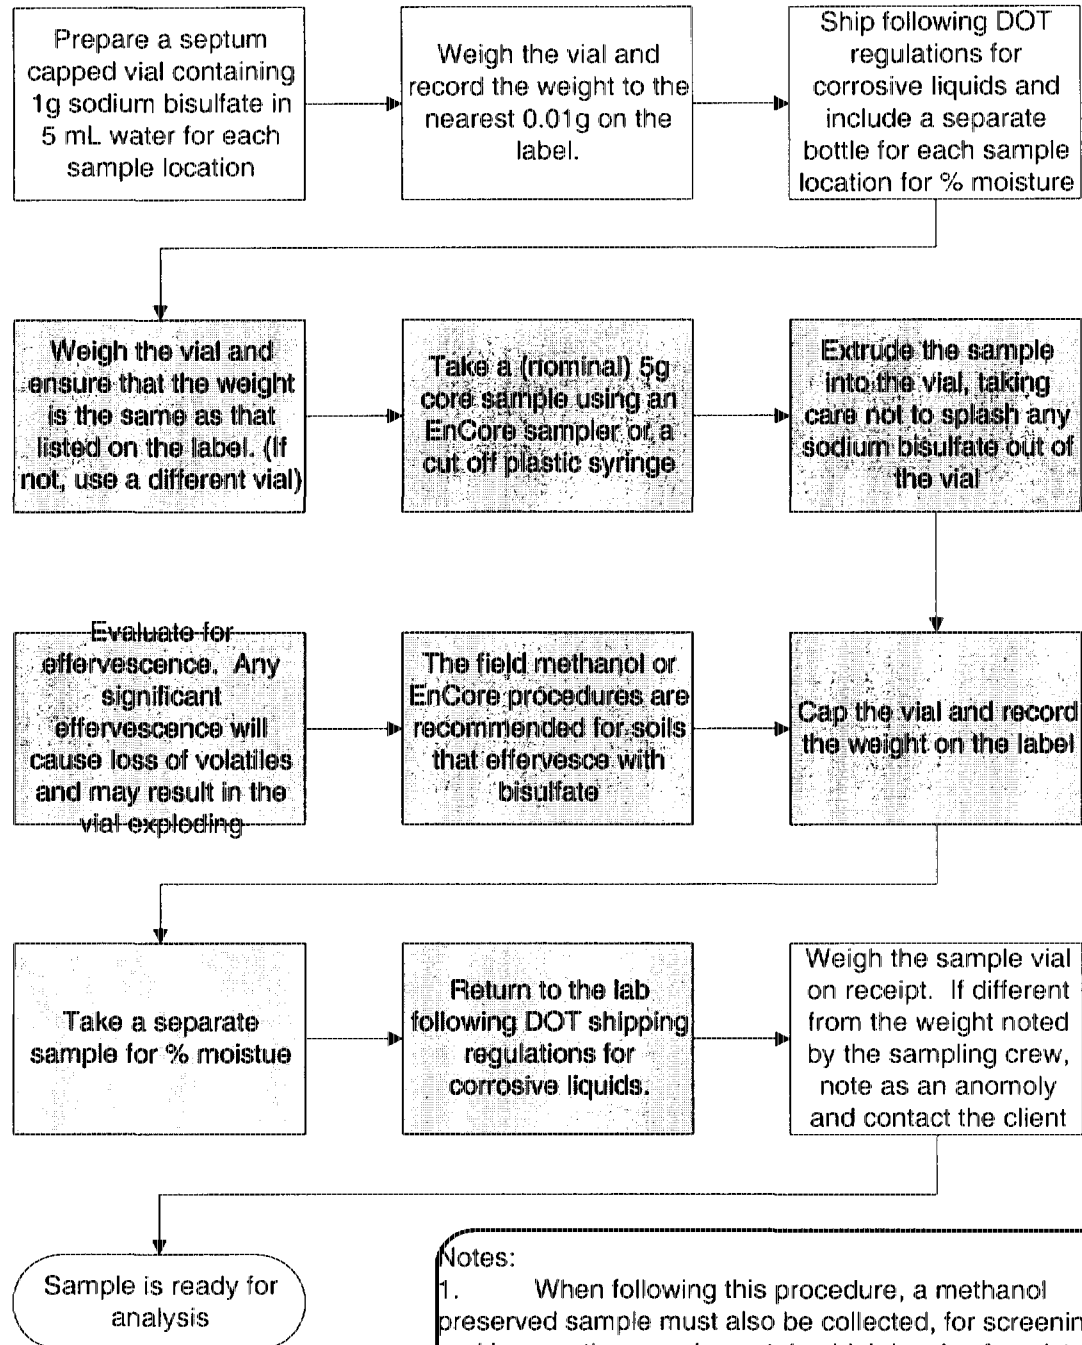 Prepare a septum
capped vial containing
1g sodium bisulfate in
5 mL water for each
sample location
Weigh the vial and
record the weight to the
nearest 0.01g on the
label.
Ship following DOT
regulations for
corrosive liquids and
include a separate
bottle for each sample
location for % moisture
Weigh the vial and
ensure that the weight
is the same as that
listed on the label. (If
not, use a different vial)
Take a (nominal) 5g
core sample using an
EnCore sampler or a
cut off plastic syringe
Extrude the sample
into the vial, taking
care not to splash any
sodium bisulfate out of
the vial
Evaluate for
effervescence. Any
significant
effervescence will
cause loss of volatiles
and may result in the
vial exploding
The field methanol or
EnCore procedures are
recommended for soils
that effervesce with
bisulfate
Cap the vial and record
the weight on the label
Take a separate
sample for % moistue
Return to the lab
following DOT shipping
regulations for
corrosive liquids.
Weigh the sample vial
on receipt. If different
from the weight noted
by the sampling crew,
note as an anomoly
and contact the client
Sample is ready for
analysis
Notes:
1. When following this procedure, a methanol
preserved sample must also be collected, for screenin